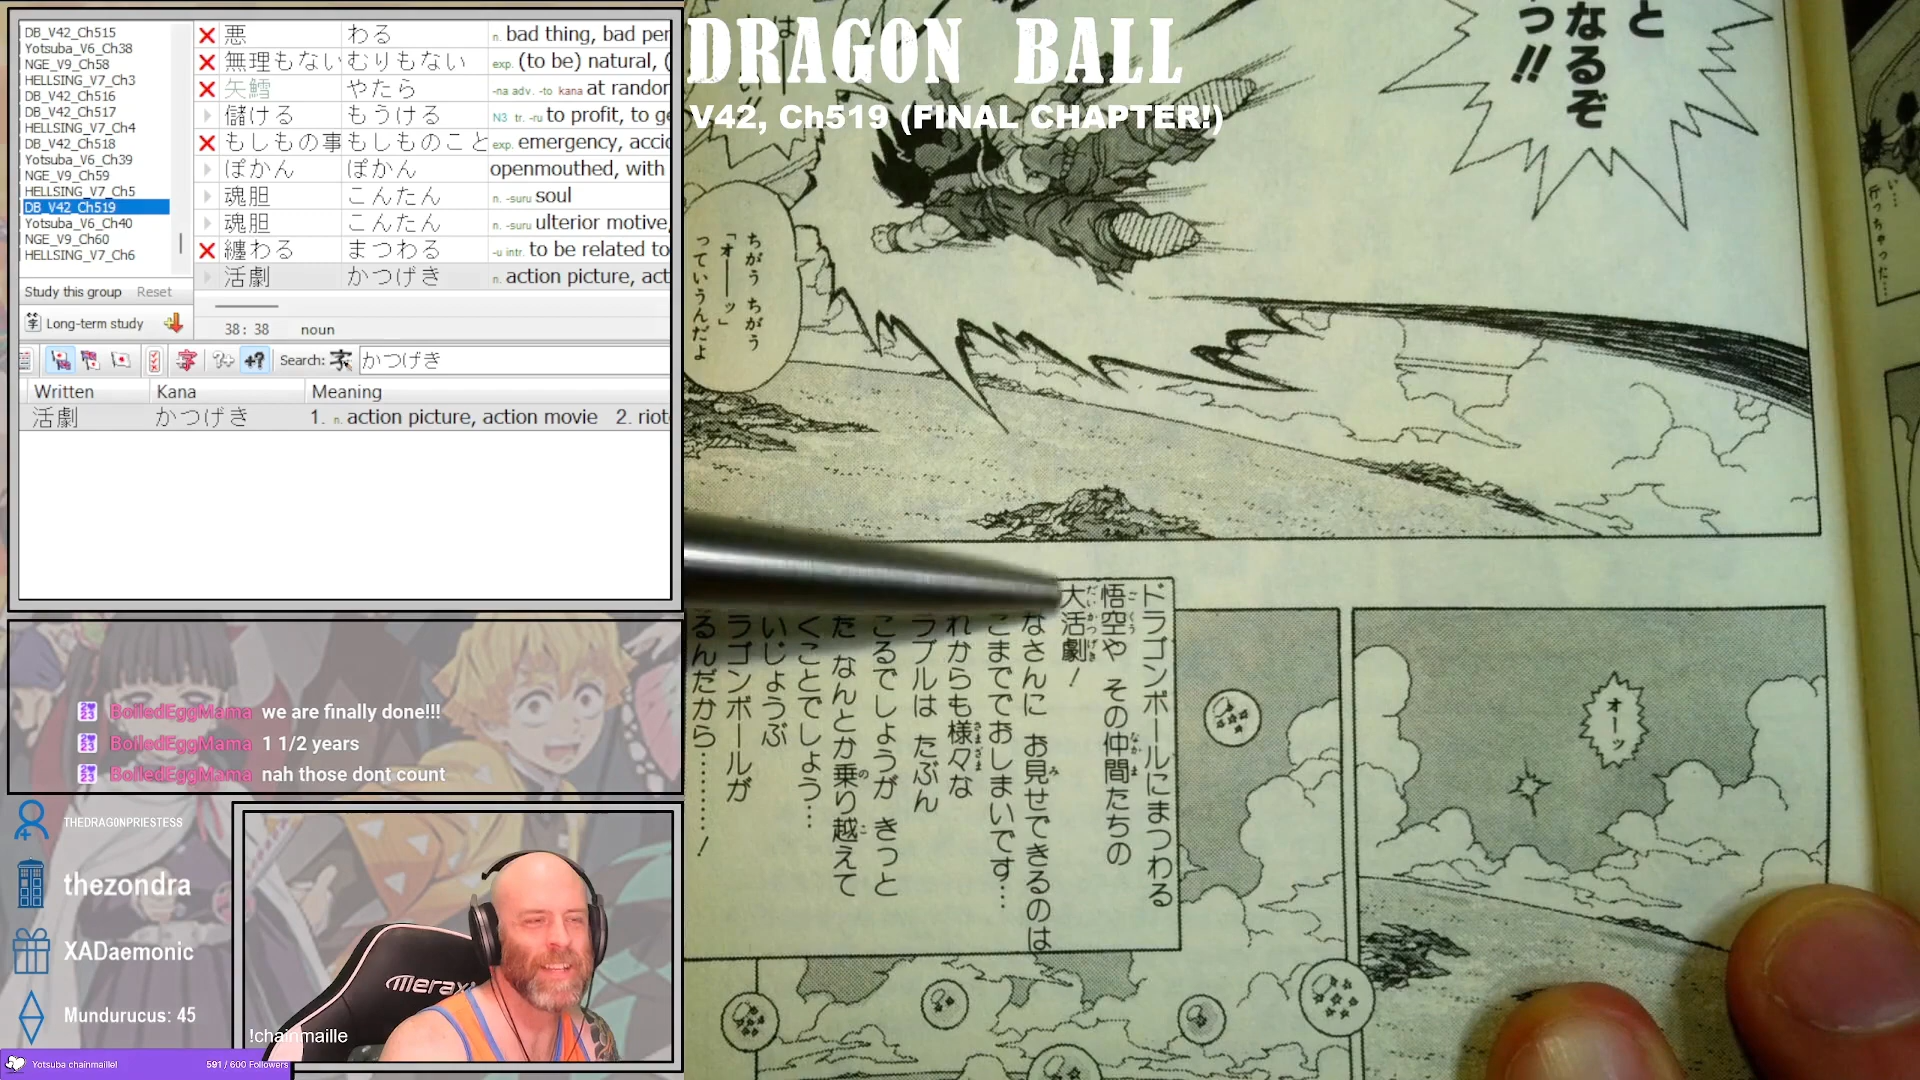 DB_V42_Ch515
Yotsuba_V6_Ch38
NGE_V9_Ch58
HELLSING_V7_Ch3
DB_V42_Ch516
DB_V42_Ch517
HELLSING_V7_Ch4
DB_V42_Ch518
Yotsuba_V6_Ch39
NGE_V9_Ch59
HELLSING_V7_Ch5
DB_V42_Ch519
Yotsuba_V6_Ch40
NGE_V9_Ch60
HELLSING_V7_Ch6
Study this group Reset
Long-term study
悪 わる n. bad thing, bad per
無理もない むりもない exp. (to be) natural, (
矢鱈 やたら -na adv. -to kana at random
儲ける もうける N3 tr. -ru to profit, to ge
もしもの事 もしものこと exp. emergency, accid
ぽかん ぽかん openmouthed, with
魂胆 こんたん n. -suru soul
魂胆 こんたん n. -suru ulterior motive,
纏わる まつわる -u intr. to be related to
活劇 かつげき n. action picture, act
38: 38 noun
Search: かつげき
Written Kana Meaning
活劇 かつげき 1. n. action picture, action movie 2. riot
BoiledEggMama we are finally done!!!
BoiledEggMama 1 1/2 years
BoiledEggMama nah those dont count
THEDRAGONPRIESTESS
thezondra
XADaemonic
Mundurucus: 45
Yotsuba chainmaille! 591 / 600 Followers
!chainmaille
merax
DRAGON BALL
V42, Ch519 (FINAL CHAPTER!)
と
なるぞ
っ!!
は
い!
ちがう ちがう
「オーーッ」
っていうんだよ
い…
行っちゃった…
オーッ
ドラゴンボールにまつわる
悟空や その仲間たちの
大活劇!
なさんに お見せできるのは
こまででおしまいです…
れからも様々な
ラブルは たぶん
こるでしょうが きっと
た なんとか乗り越えて
くことでしょう…
いじょうぶ
ラゴンボールが
るんだから………!